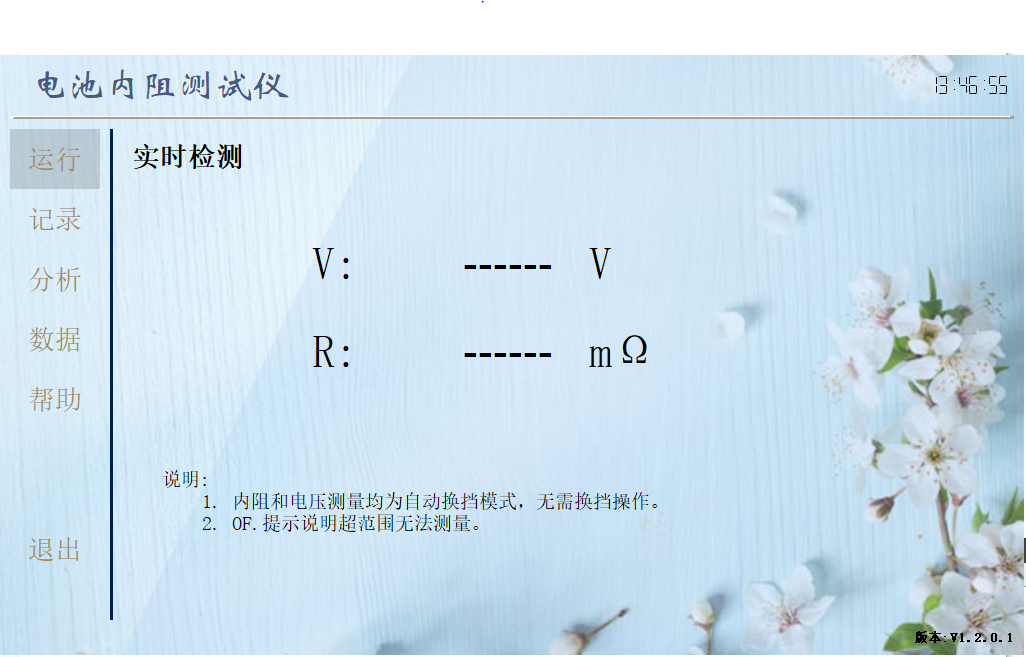 电池内阻测试仪
13:46:55
运行
实时检测
记录
V: ------ V
分析
数据
R: ------ mΩ
帮助
说明:
1. 内阻和电压测量均为自动换挡模式，无需换挡操作。
2. OF.提示说明超范围无法测量。
退出
版本:V1.2.0.1